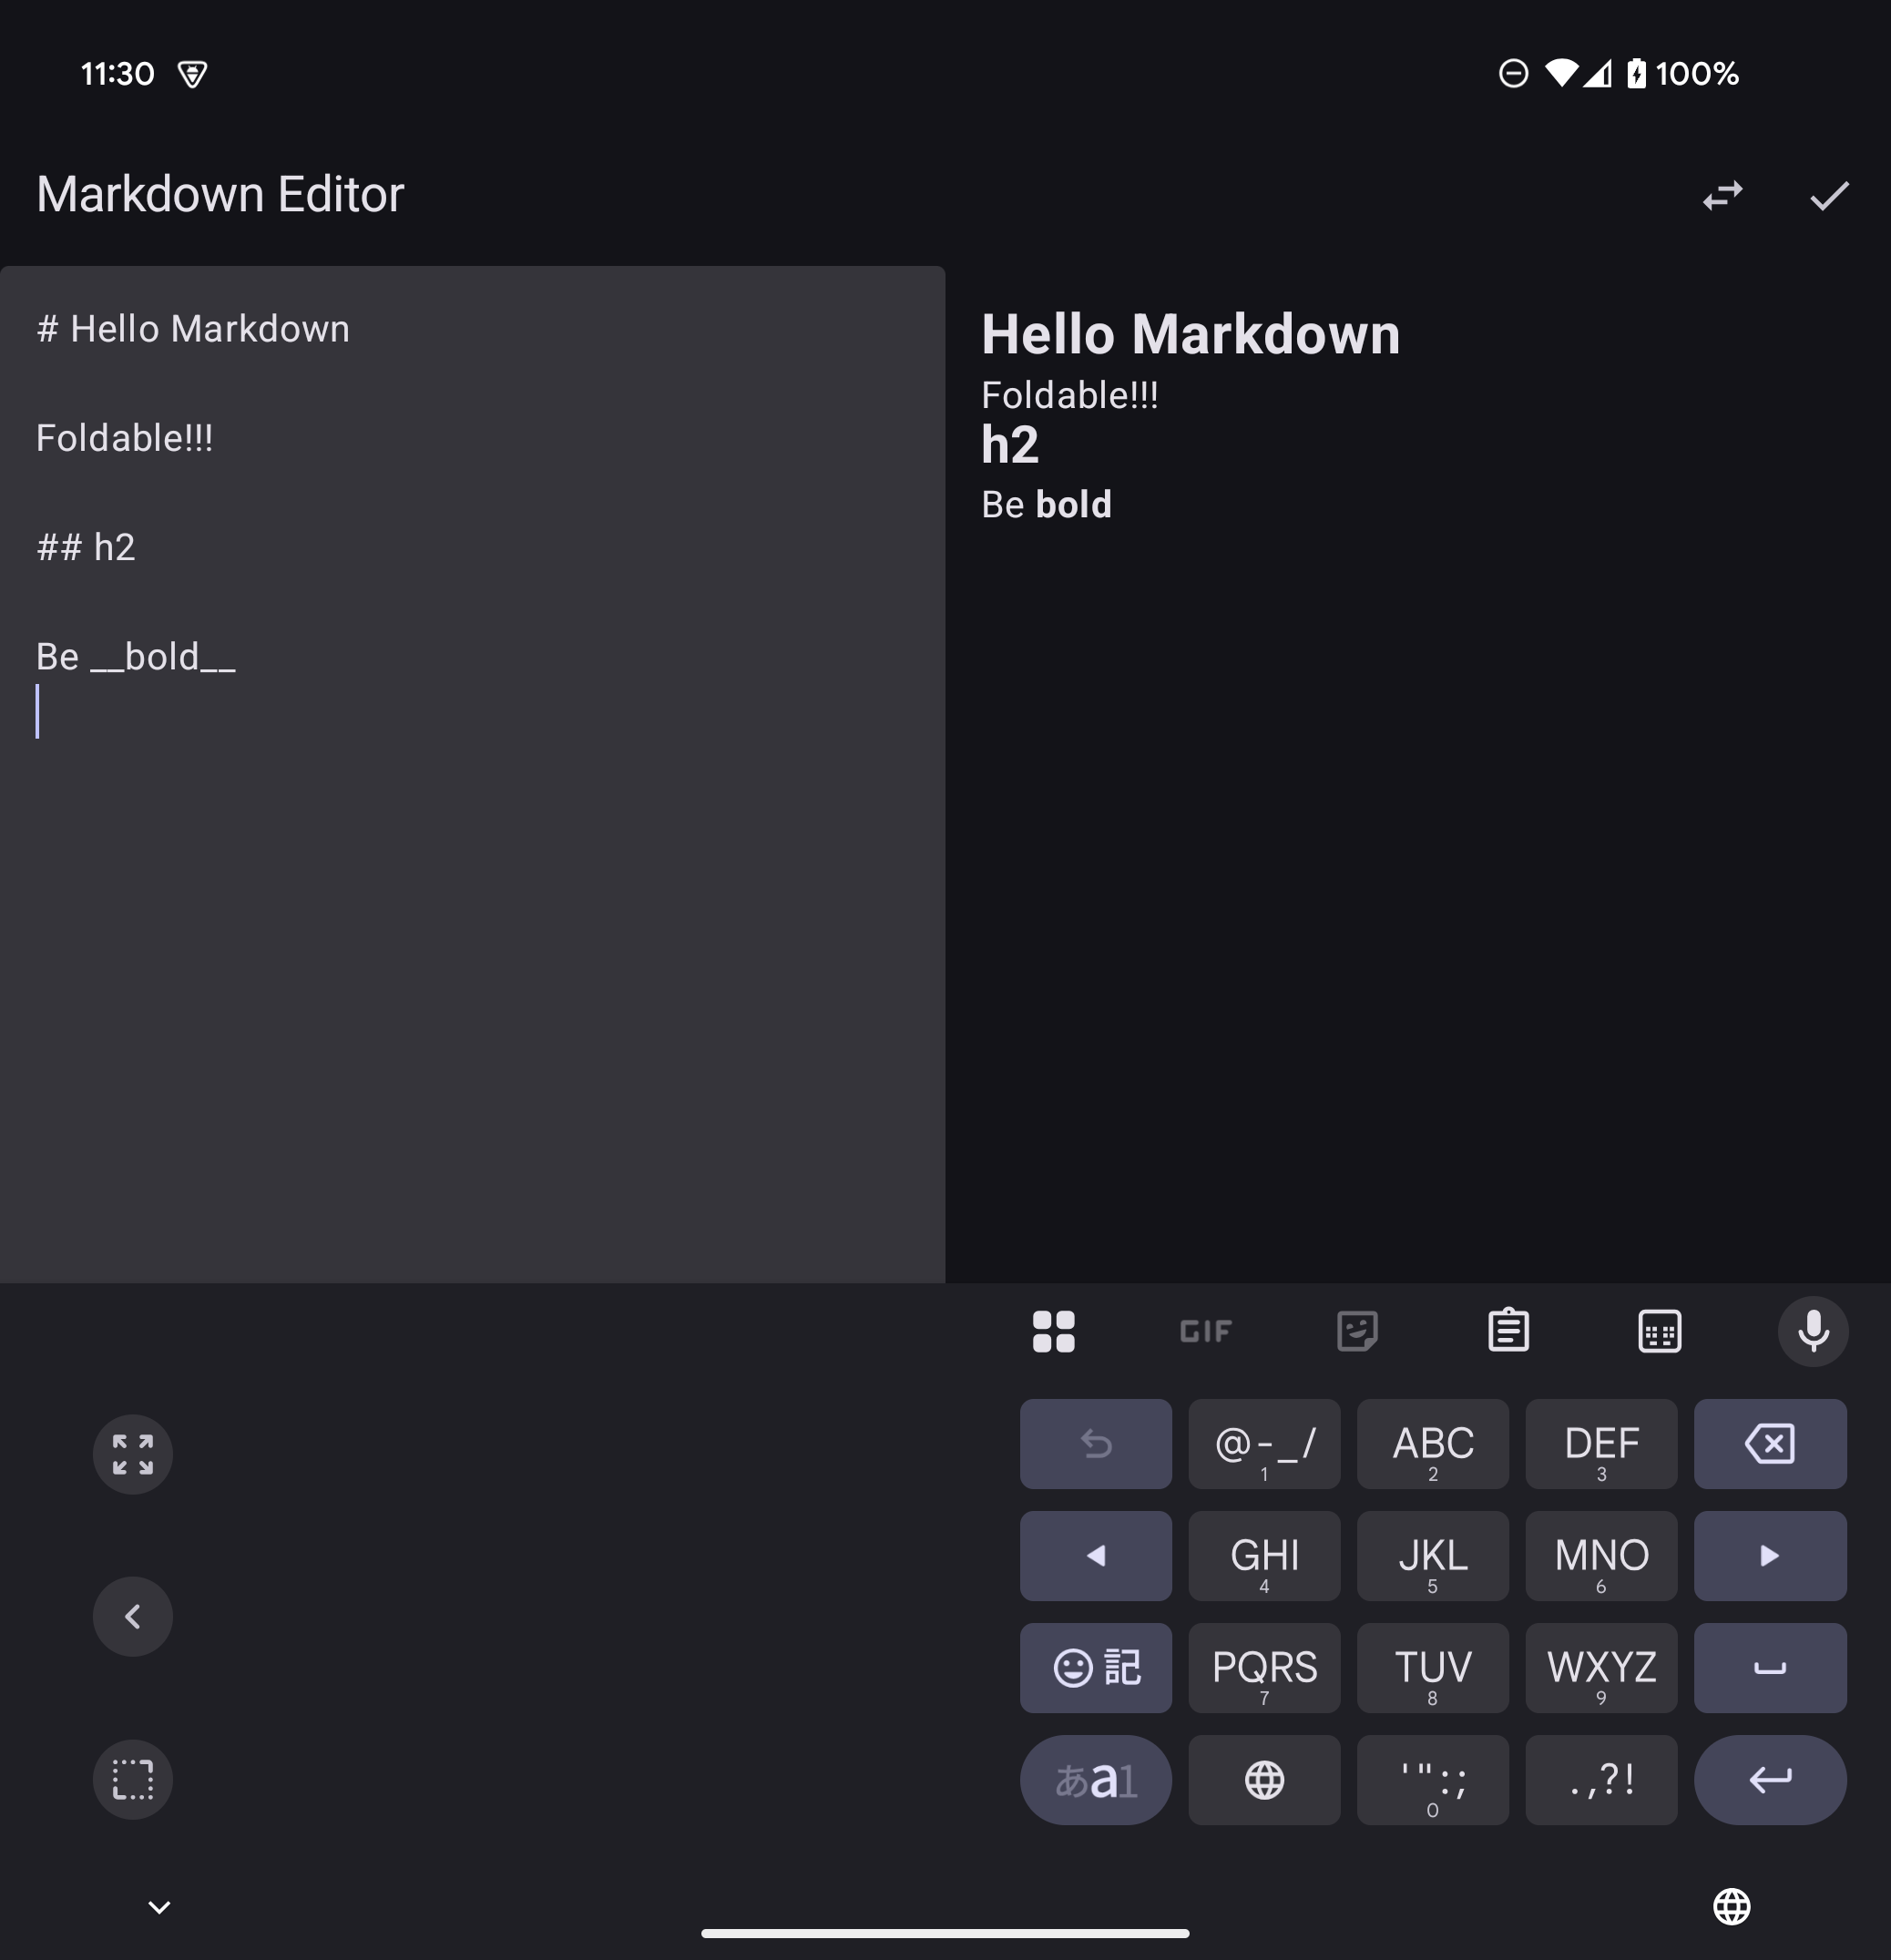 11:30
100%
Markdown Editor
# Hello Markdown
Foldable!!!
## h2
Be __bold__
Hello Markdown
Foldable!!!
h2
Be bold
GIF
@-_/
1
ABC
2
DEF
3
GHI
4
JKL
5
MNO
6
記
PQRS
7
TUV
8
WXYZ
9
あa1
'":;
0
.,?!